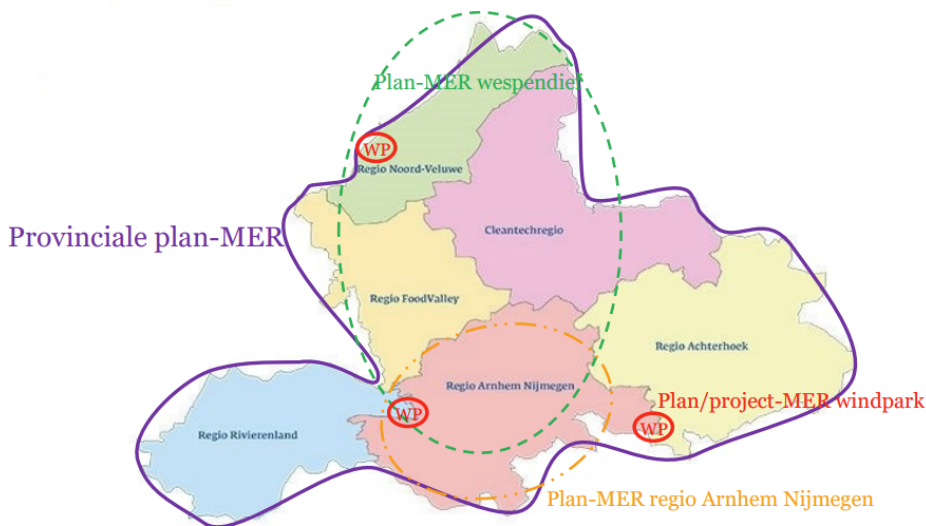 Plan-MER wespendief
WP
Regio Noord-Veluwe
Provinciale plan-MER
Cleantechregio
Regio FoodValley
Regio Achterhoek
Regio Arnhem Nijmegen
Plan/project-MER windpark
WP
WP
Regio Rivierenland
Plan-MER regio Arnhem Nijmegen